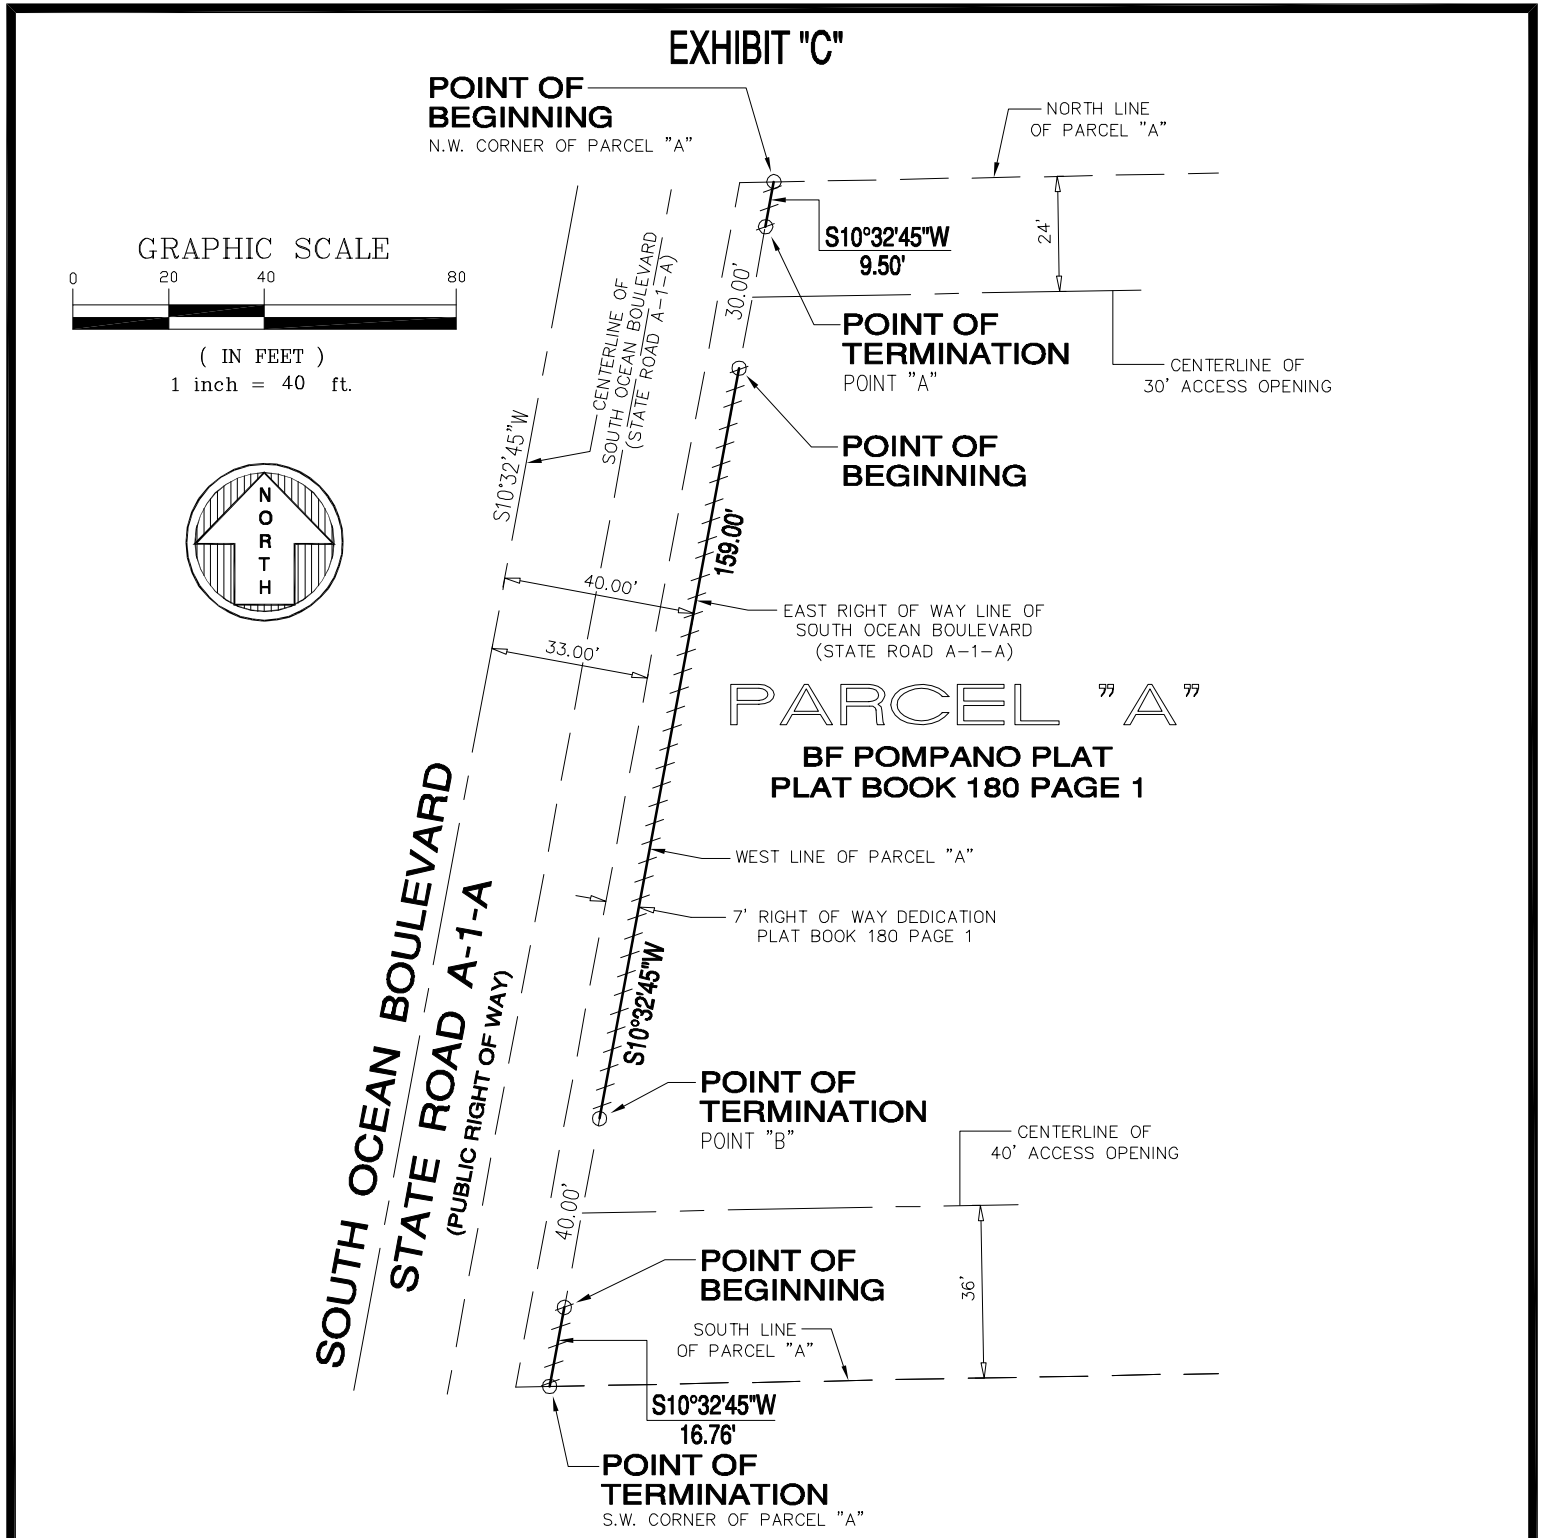 EXHIBIT "C"
POINT OF
BEGINNING
N.W. CORNER OF PARCEL "A"
NORTH LINE
OF PARCEL "A"
S10°32'45"W
9.50'
24'
GRAPHIC SCALE
0 20 40 80
( IN FEET )
1 inch = 40 ft.
CENTERLINE OF
SOUTH OCEAN BOULEVARD
(STATE ROAD A-1-A)
30.00'
POINT OF
TERMINATION
POINT "A"
CENTERLINE OF
30' ACCESS OPENING
S10°32'45"W
POINT OF
BEGINNING
NORTH
159.00'
40.00'
EAST RIGHT OF WAY LINE OF
SOUTH OCEAN BOULEVARD
(STATE ROAD A-1-A)
33.00'
PARCEL "A"
BF POMPANO PLAT
PLAT BOOK 180 PAGE 1
WEST LINE OF PARCEL "A"
7' RIGHT OF WAY DEDICATION
PLAT BOOK 180 PAGE 1
S10°32'45"W
SOUTH OCEAN BOULEVARD
STATE ROAD A-1-A
(PUBLIC RIGHT OF WAY)
POINT OF
TERMINATION
POINT "B"
CENTERLINE OF
40' ACCESS OPENING
40.00'
POINT OF
BEGINNING
36'
SOUTH LINE
OF PARCEL "A"
S10°32'45"W
16.76'
POINT OF
TERMINATION
S.W. CORNER OF PARCEL "A"